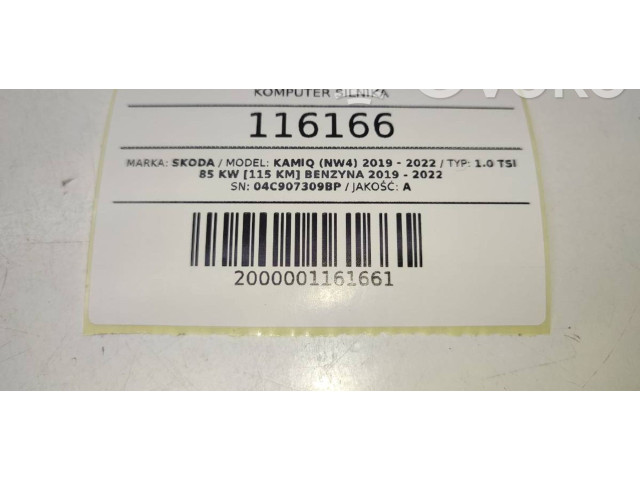 KOMPUTER SILNIKA
116166
MARKA: SKODA / MODEL: KAMIQ (NW4) 2019 - 2022 / TYP: 1.0 TSI
85 KW [115 KM] BENZYNA 2019 - 2022
SN: 04C907309BP / JAKOŚĆ: A
2000001161661